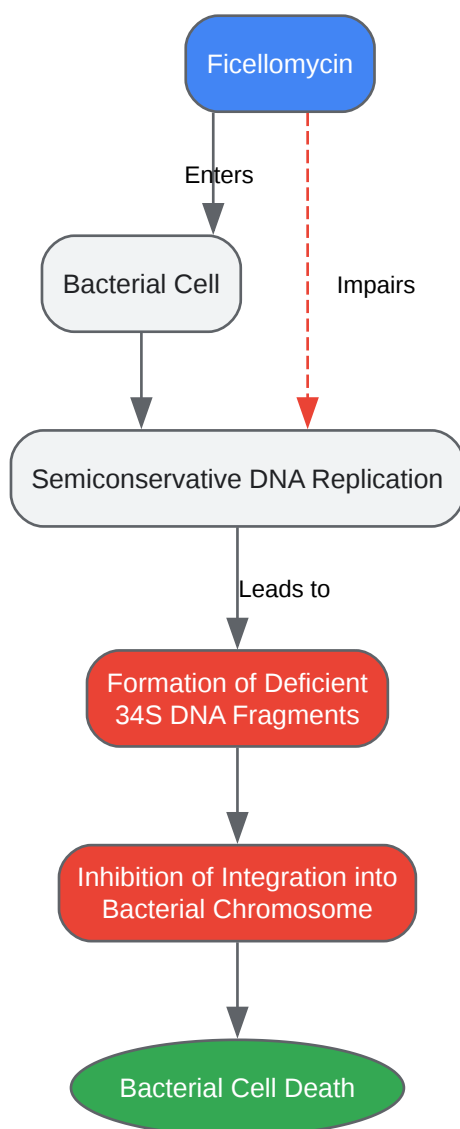 Ficellomycin
Enters
Bacterial Cell
Impairs
Semiconservative DNA Replication
Leads to
Formation of Deficient
34S DNA Fragments
Inhibition of Integration into
Bacterial Chromosome
Bacterial Cell Death